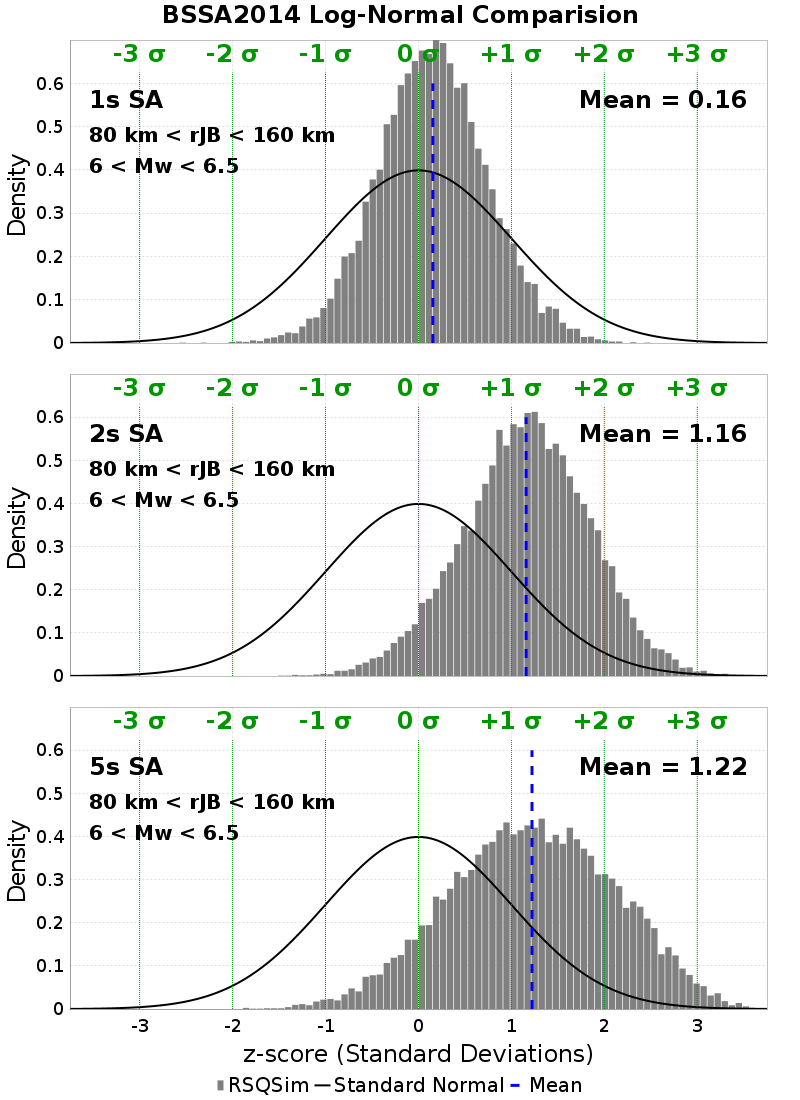 BSSA2014 Log-Normal Comparision
-3 σ -2 σ -1 σ 0 σ +1 σ +2 σ +3 σ
1s SA Mean = 0.16
80 km < rJB < 160 km
6 < Mw < 6.5
0.6
0.5
0.4
0.3
0.2
0.1
0
Density
-3 σ -2 σ -1 σ 0 σ +1 σ +2 σ +3 σ
2s SA Mean = 1.16
80 km < rJB < 160 km
6 < Mw < 6.5
0.6
0.5
0.4
0.3
0.2
0.1
0
Density
-3 σ -2 σ -1 σ 0 σ +1 σ +2 σ +3 σ
5s SA Mean = 1.22
80 km < rJB < 160 km
6 < Mw < 6.5
0.6
0.5
0.4
0.3
0.2
0.1
0
Density
-3 -2 -1 0 1 2 3
z-score (Standard Deviations)
RSQSim Standard Normal Mean